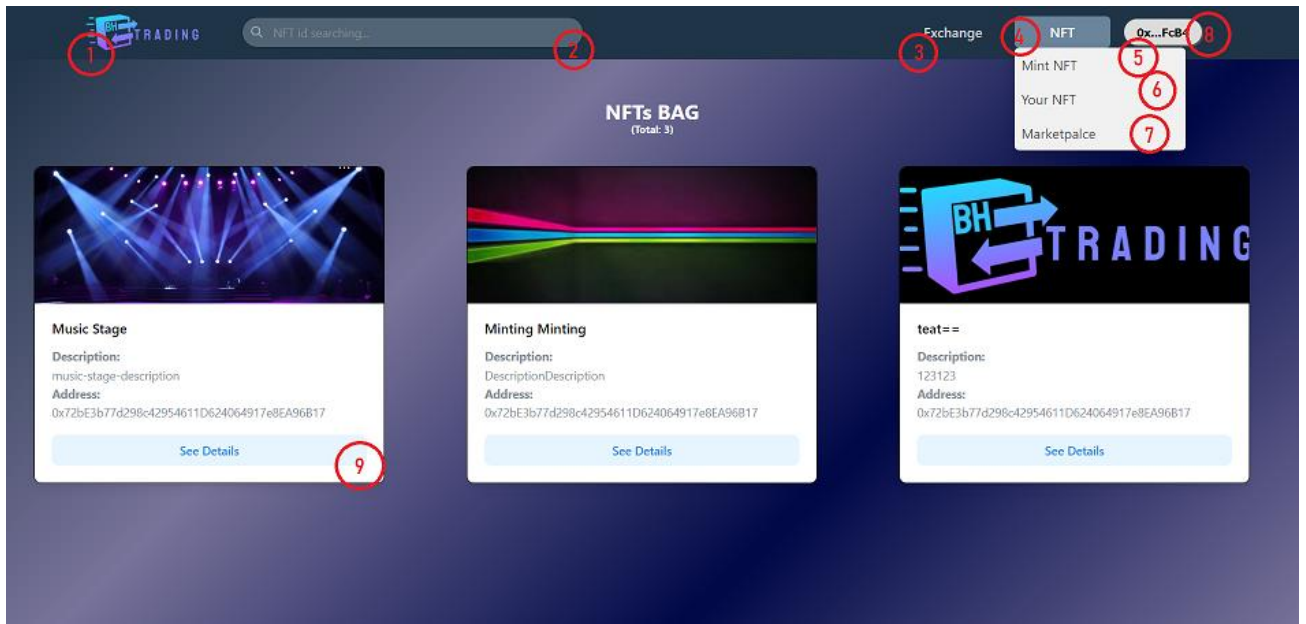 BH
TRADING
NFT id searching...
Exchange
NFT
0x...FcB4
1
2
3
4
5
6
7
8
Mint NFT
Your NFT
Marketpalce
NFTs BAG
(Total: 3)
BH
TRADING
Music Stage
Description:
music-stage-description
Address:
0x72bE3b77d298c42954611D624064917e8EA96B17
See Details
9
Minting Minting
Description:
DescriptionDescription
Address:
0x72bE3b77d298c42954611D624064917e8EA96B17
See Details
teat==
Description:
123123
Address:
0x72bE3b77d298c42954611D624064917e8EA96B17
See Details